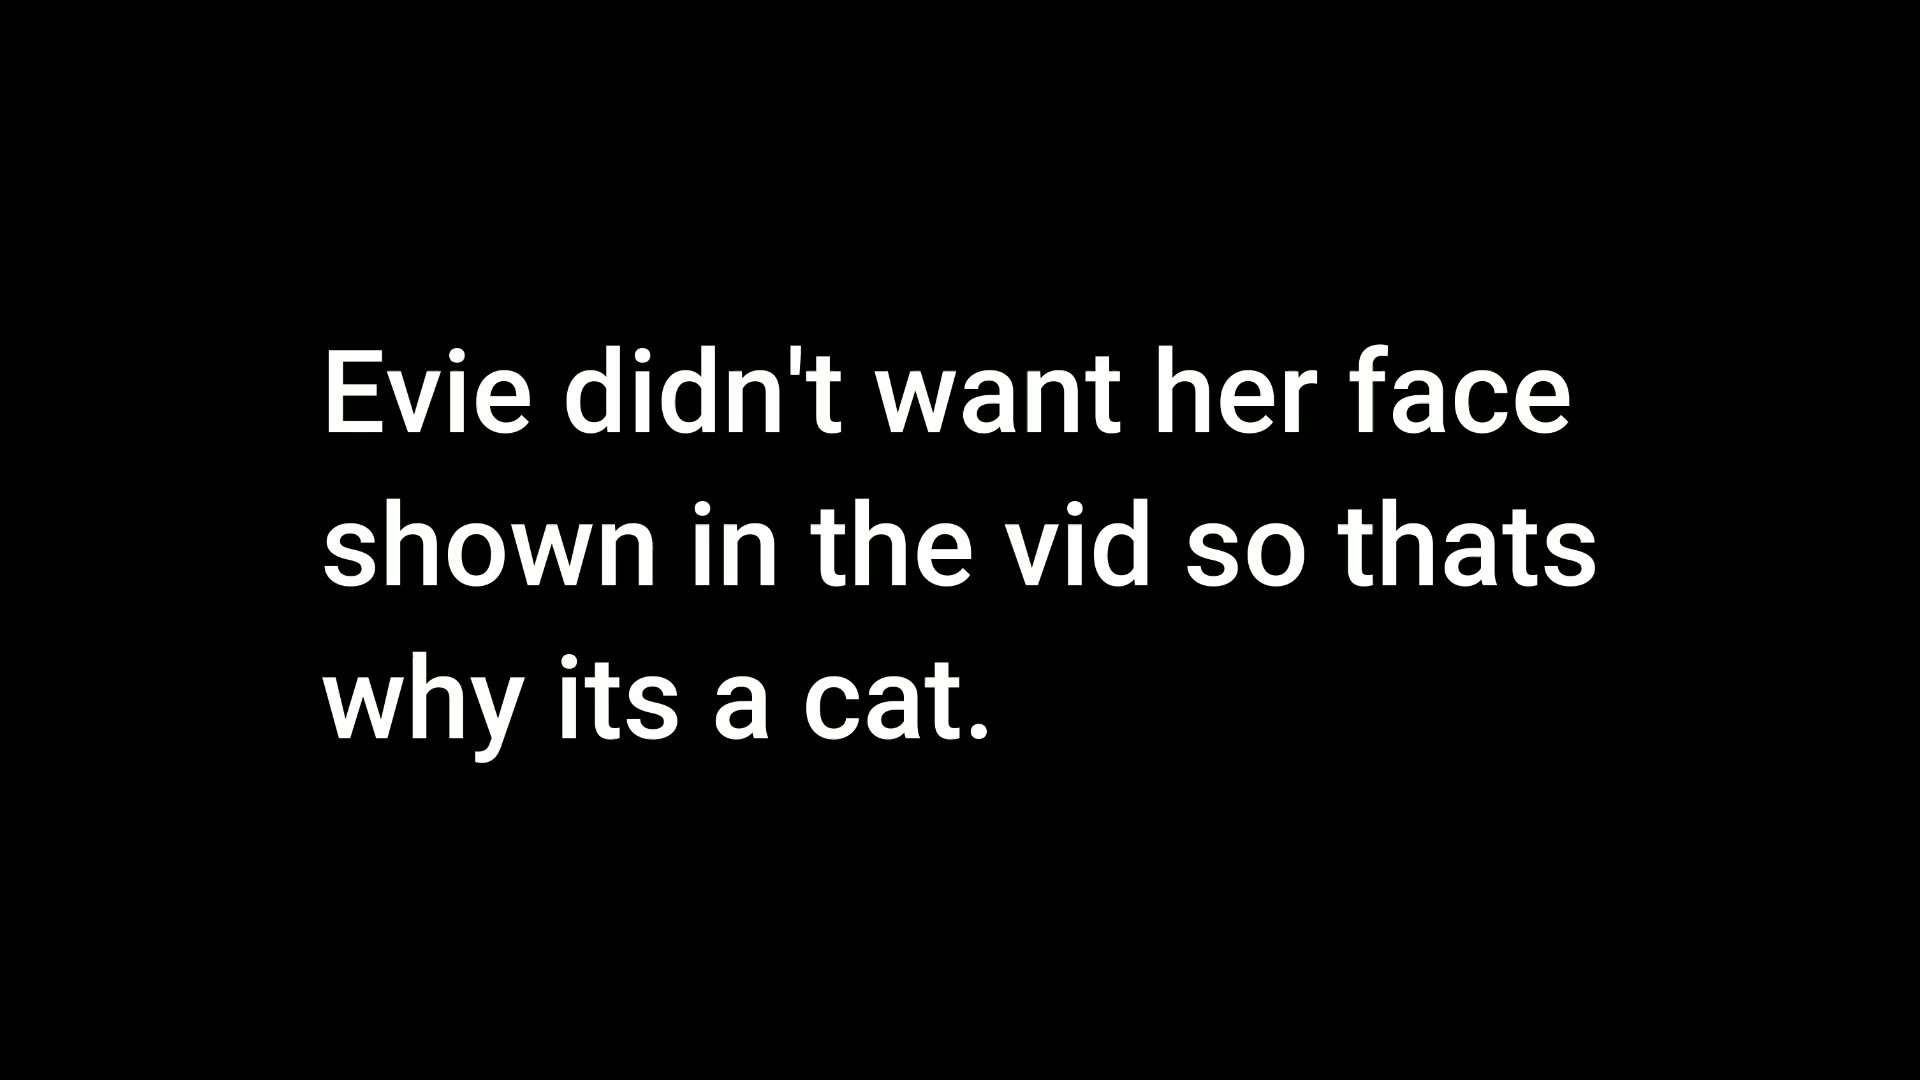 Evie didn't want her face
shown in the vid so thats
why its a cat.